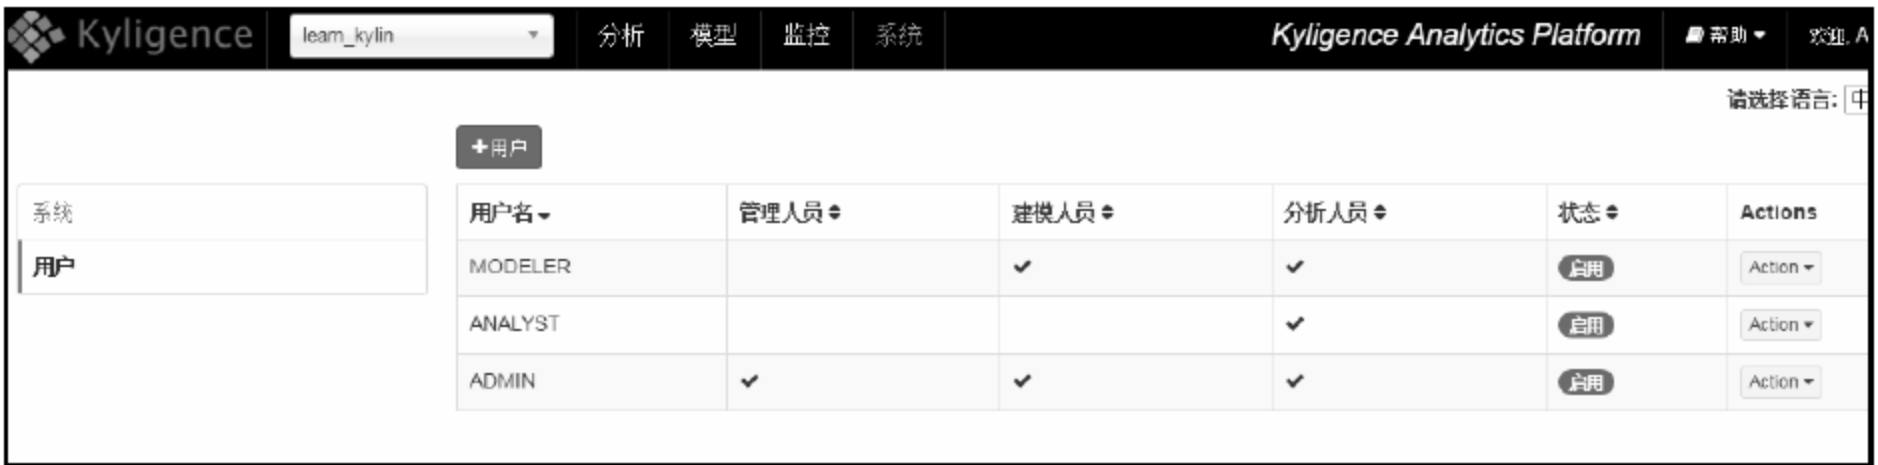 Kyligence learn_kylin 分析 模型 监控 系统 Kyligence Analytics Platform 帮助 欢迎, A
请选择语言: 中
+用户
系统
用户
用户名 管理人员 建模人员 分析人员 状态 Actions
MODELER ✔ ✔ 启用 Action
ANALYST ✔ 启用 Action
ADMIN ✔ ✔ ✔ 启用 Action